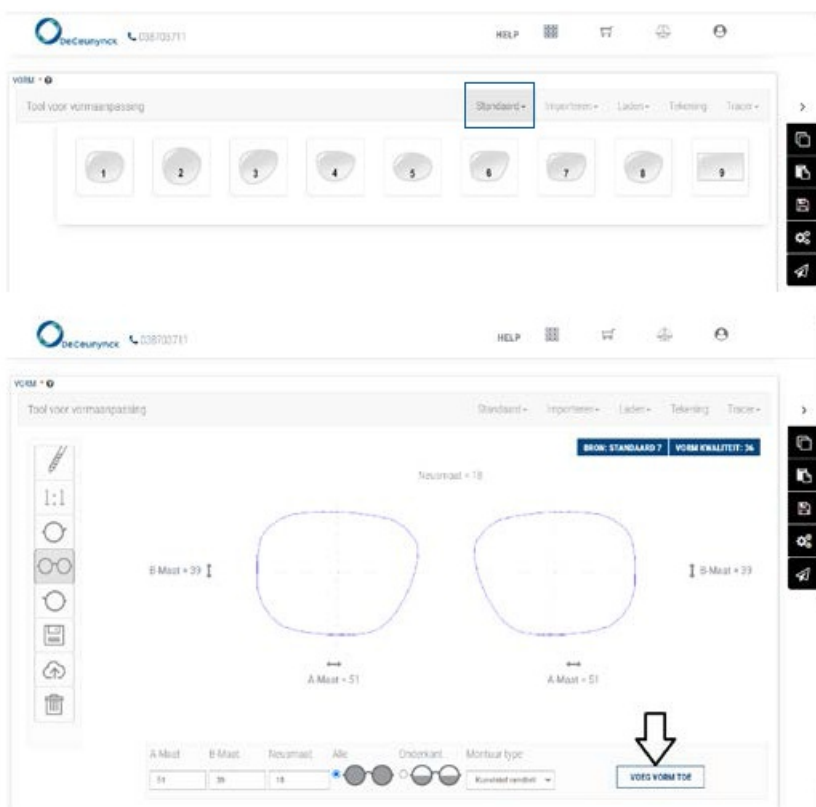 DeCeunynck 038703711 HELP
VORM * ?
Tool voor vormaanpassing Standaard Importeren Laden Tekening Tracer
1 2 3 4 5 6 7 8 9
DeCeunynck 038703711 HELP
VORM * ?
Tool voor vormaanpassing Standaard Importeren Laden Tekening Tracer
BRON: STANDAARD 7 VORM KWALITEIT: 36
Neusmaat = 18
1:1
B-Maat = 39 B-Maat = 39
A-Maat = 51 A-Maat = 51
A-Maat B-Maat Neusmaat Alle Onderkant Montuur type
51 39 18 Kunststof randbril VOEG VORM TOE